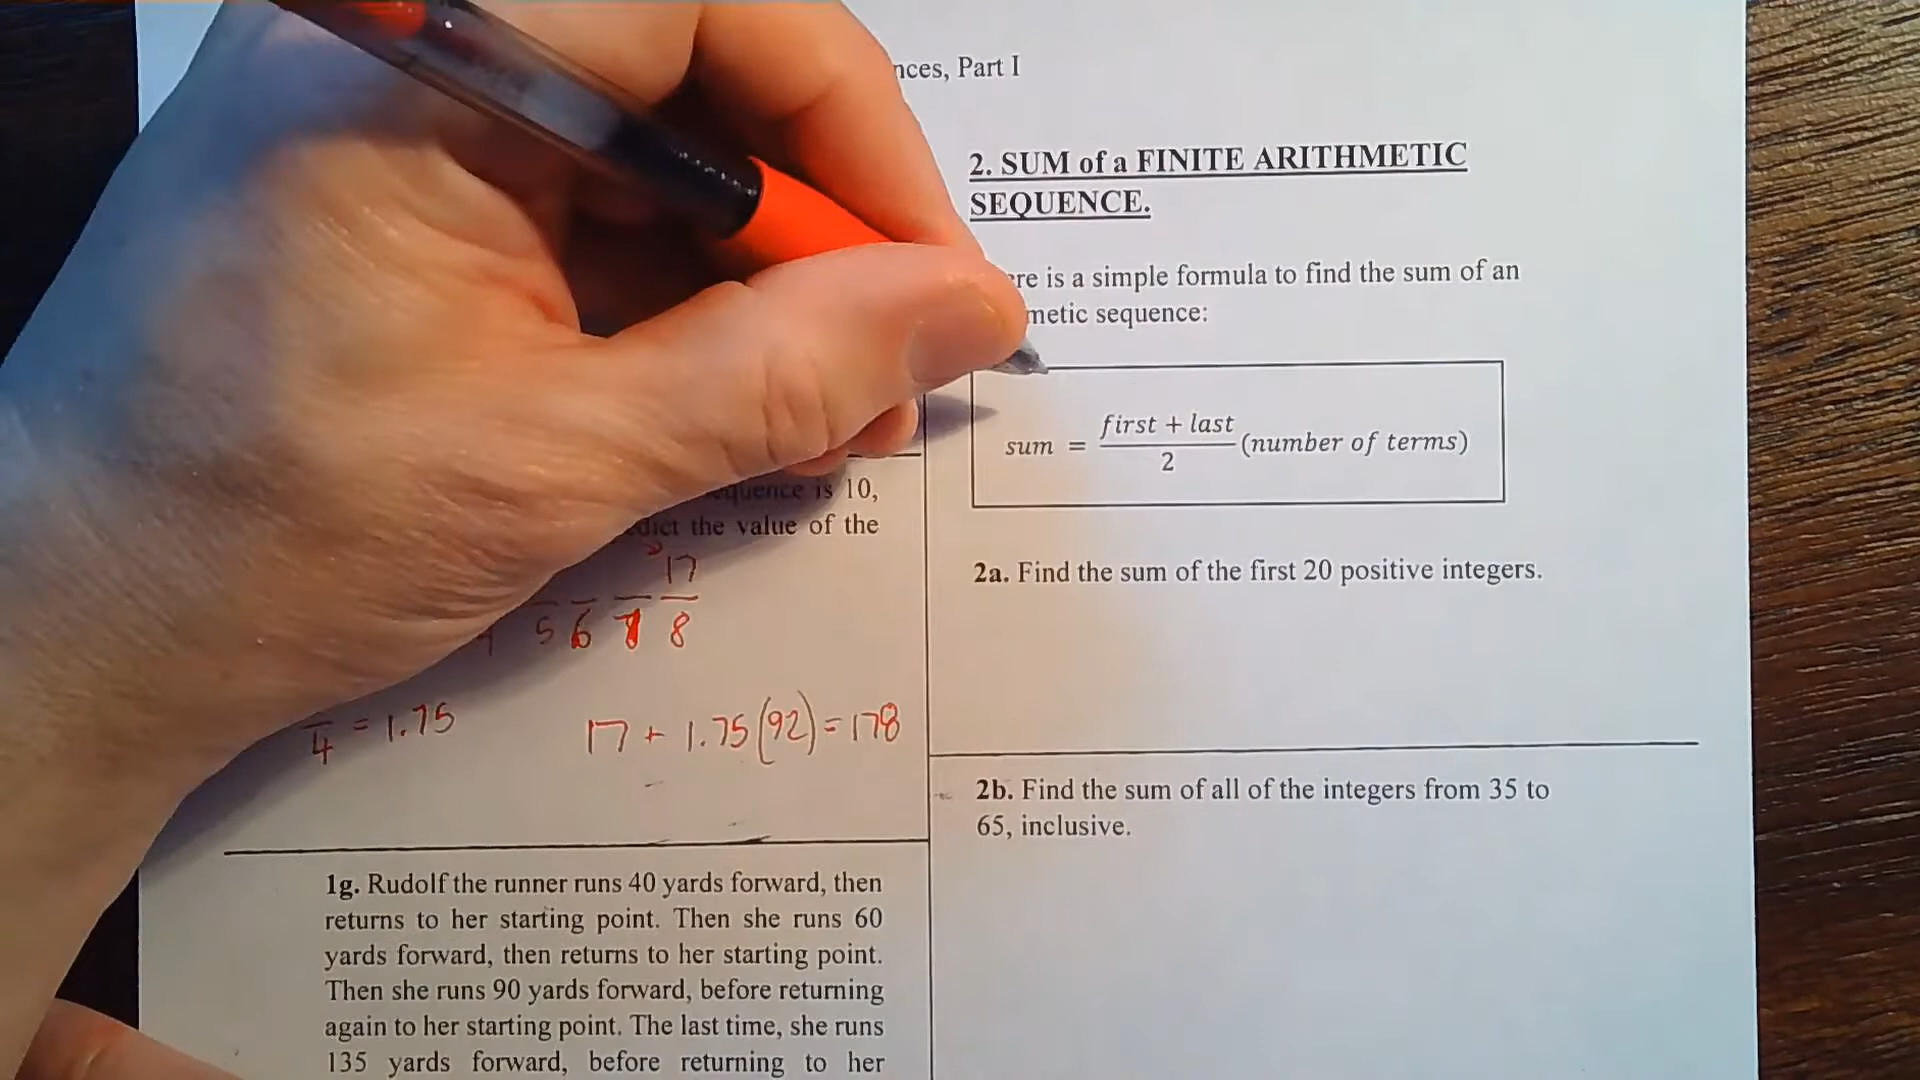 Part I
is 10,
the value of the
17
5 6 7 8
4 = 1.75
17 + 1.75(92) = 178
1g. Rudolf the runner runs 40 yards forward, then
returns to her starting point. Then she runs 60
yards forward, then returns to her starting point.
Then she runs 90 yards forward, before returning
again to her starting point. The last time, she runs
135 yards forward, before returning to her
2. SUM of a FINITE ARITHMETIC
SEQUENCE.
is a simple formula to find the sum of an
sequence:
sum = first + last / 2 (number of terms)
2a. Find the sum of the first 20 positive integers.
2b. Find the sum of all of the integers from 35 to
65, inclusive.